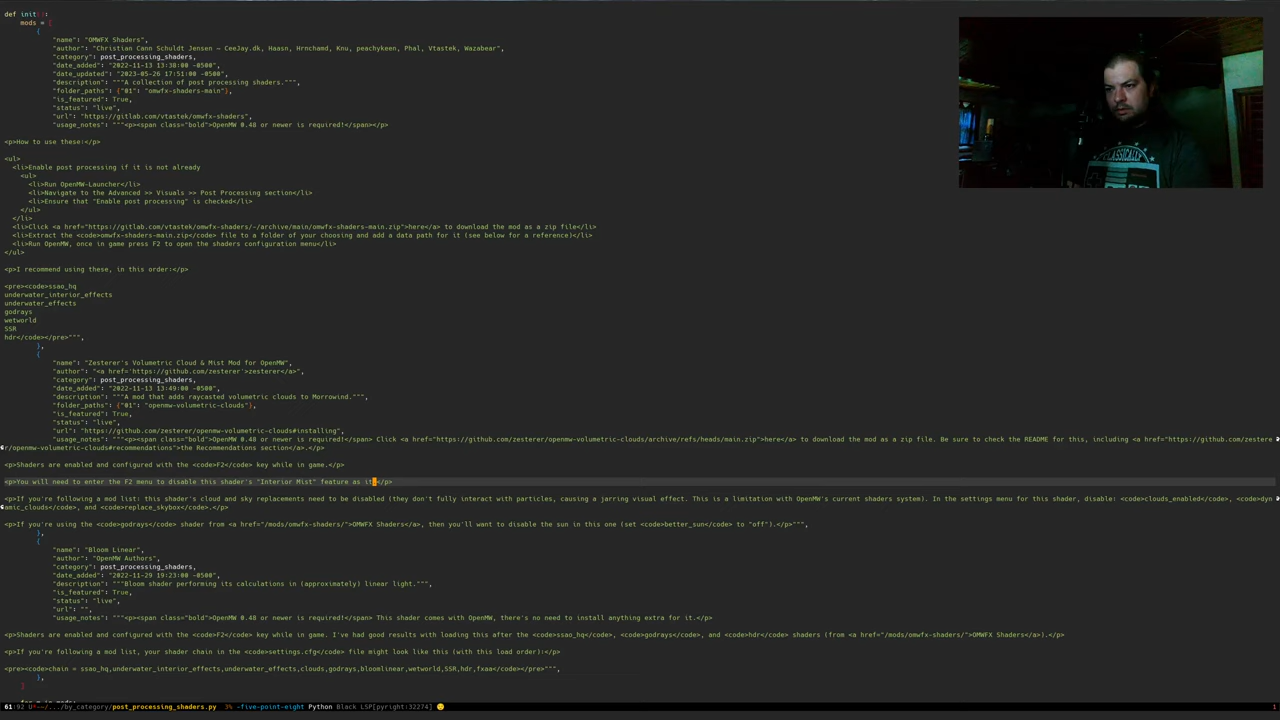 def init():
mods = [
{
"name": "OMWFX Shaders",
"author": "Christian Cann Schuldt Jensen — CeeJay.dk, Haasn, Hrnchamd, Knu, peachykeen, Phal, Vtastek, Wazabear",
"category": post_processing_shaders,
"date_added": "2022-11-13 13:38:00 -0500",
"date_updated": "2023-05-26 17:51:00 -0500",
"description": """A collection of post processing shaders.""",
"folder_paths": {"01": "omwfx-shaders-main"},
"is_featured": True,
"status": "live",
"url": "https://gitlab.com/vtastek/omwfx-shaders",
"usage_notes": """<p><span class="bold">OpenMW 0.48 or newer is required!</span></p>
<p>How to use these:</p>
<ul>
<li>Enable post processing if it is not already
<ul>
<li>Run OpenMW-Launcher</li>
<li>Navigate to the Advanced >> Visuals >> Post Processing section</li>
<li>Ensure that "Enable post processing" is checked</li>
</ul>
</li>
<li>Click <a href="https://gitlab.com/vtastek/omwfx-shaders/-/archive/main/omwfx-shaders-main.zip">here</a> to download the mod as a zip file</li>
<li>Extract the <code>omwfx-shaders-main.zip</code> file to a folder of your choosing and add a data path for it (see below for a reference)</li>
<li>Run OpenMW, once in game press F2 to open the shaders configuration menu</li>
</ul>
<p>I recommend using these, in this order:</p>
<pre><code>ssao_hq
underwater_interior_effects
underwater_effects
godrays
wetworld
SSR
hdr</code></pre>""",
},
{
"name": "Zesterer's Volumetric Cloud & Mist Mod for OpenMW",
"author": "<a href='https://github.com/zesterer'>zesterer</a>",
"category": post_processing_shaders,
"date_added": "2022-11-13 13:49:00 -0500",
"description": """A mod that adds raycasted volumetric clouds to Morrowind.""",
"folder_paths": {"01": "openmw-volumetric-clouds"},
"is_featured": True,
"status": "live",
"url": "https://github.com/zesterer/openmw-volumetric-clouds#installing",
"usage_notes": """<p><span class="bold">OpenMW 0.48 or newer is required!</span> Click <a href="https://github.com/zesterer/openmw-volumetric-clouds/archive/refs/heads/main.zip">here</a> to download the mod as a zip file. Be sure to check the README for this, including <a href="https://github.com/zestere
r/openmw-volumetric-clouds#recommendations">the Recommendations section</a>.</p>
<p>Shaders are enabled and configured with the <code>F2</code> key while in game.</p>
<p>You will need to enter the F2 menu to disable this shader's "Interior Mist" feature as it.</p>
<p>If you're following a mod list: this shader's cloud and sky replacements need to be disabled (they don't fully interact with particles, causing a jarring visual effect. This is a limitation with OpenMW's current shaders system). In the settings menu for this shader, disable: <code>clouds_enabled</code>, <code>dyn
amic_clouds</code>, and <code>replace_skybox</code>.</p>
<p>If you're using the <code>godrays</code> shader from <a href="/mods/omwfx-shaders/">OMWFX Shaders</a>, then you'll want to disable the sun in this one (set <code>better_sun</code> to "off").</p>""",
},
{
"name": "Bloom Linear",
"author": "OpenMW Authors",
"category": post_processing_shaders,
"date_added": "2022-11-29 19:23:00 -0500",
"description": """Bloom shader performing its calculations in (approximately) linear light.""",
"is_featured": True,
"status": "live",
"url": "",
"usage_notes": """<p><span class="bold">OpenMW 0.48 or newer is required!</span> This shader comes with OpenMW, there's no need to install anything extra for it.</p>
<p>Shaders are enabled and configured with the <code>F2</code> key while in game. I've had good results with loading this after the <code>ssao_hq</code>, <code>godrays</code>, and <code>hdr</code> shaders (from <a href="/mods/omwfx-shaders/">OMWFX Shaders</a>).</p>
<p>If you're following a mod list, your shader chain in the <code>settings.cfg</code> file might look like this (with this load order):</p>
<pre><code>chain = ssao_hq,underwater_interior_effects,underwater_effects,clouds,godrays,bloomlinear,wetworld,SSR,hdr,fxaa</code></pre>""",
},
]
61:92 U*--/.../by_category/post_processing_shaders.py 3% -five-point-eight Python Black LSP[pyright:32274] 1